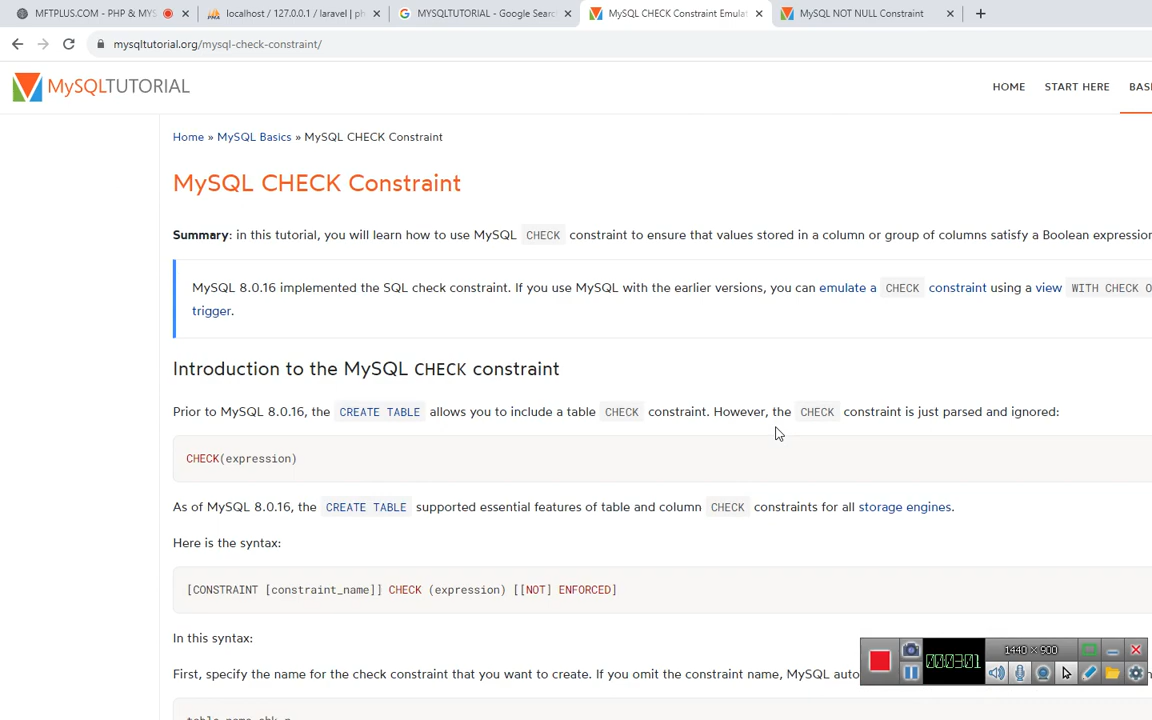 MFTPLUS.COM - PHP & MYS
localhost / 127.0.0.1 / laravel | ph
MYSQLTUTORIAL - Google Searc
MySQL CHECK Constraint Emulat
MySQL NOT NULL Constraint
mysqltutorial.org/mysql-check-constraint/
MySQLTUTORIAL
HOME START HERE BASI
Home » MySQL Basics » MySQL CHECK Constraint
MySQL CHECK Constraint
Summary: in this tutorial, you will learn how to use MySQL CHECK constraint to ensure that values stored in a column or group of columns satisfy a Boolean expression
MySQL 8.0.16 implemented the SQL check constraint. If you use MySQL with the earlier versions, you can emulate a CHECK constraint using a view WITH CHECK O
trigger.
Introduction to the MySQL CHECK constraint
Prior to MySQL 8.0.16, the CREATE TABLE allows you to include a table CHECK constraint. However, the CHECK constraint is just parsed and ignored:
CHECK(expression)
As of MySQL 8.0.16, the CREATE TABLE supported essential features of table and column CHECK constraints for all storage engines.
Here is the syntax:
[CONSTRAINT [constraint_name]] CHECK (expression) [[NOT] ENFORCED]
In this syntax:
1440 × 900
000301
First, specify the name for the check constraint that you want to create. If you omit the constraint name, MySQL auto